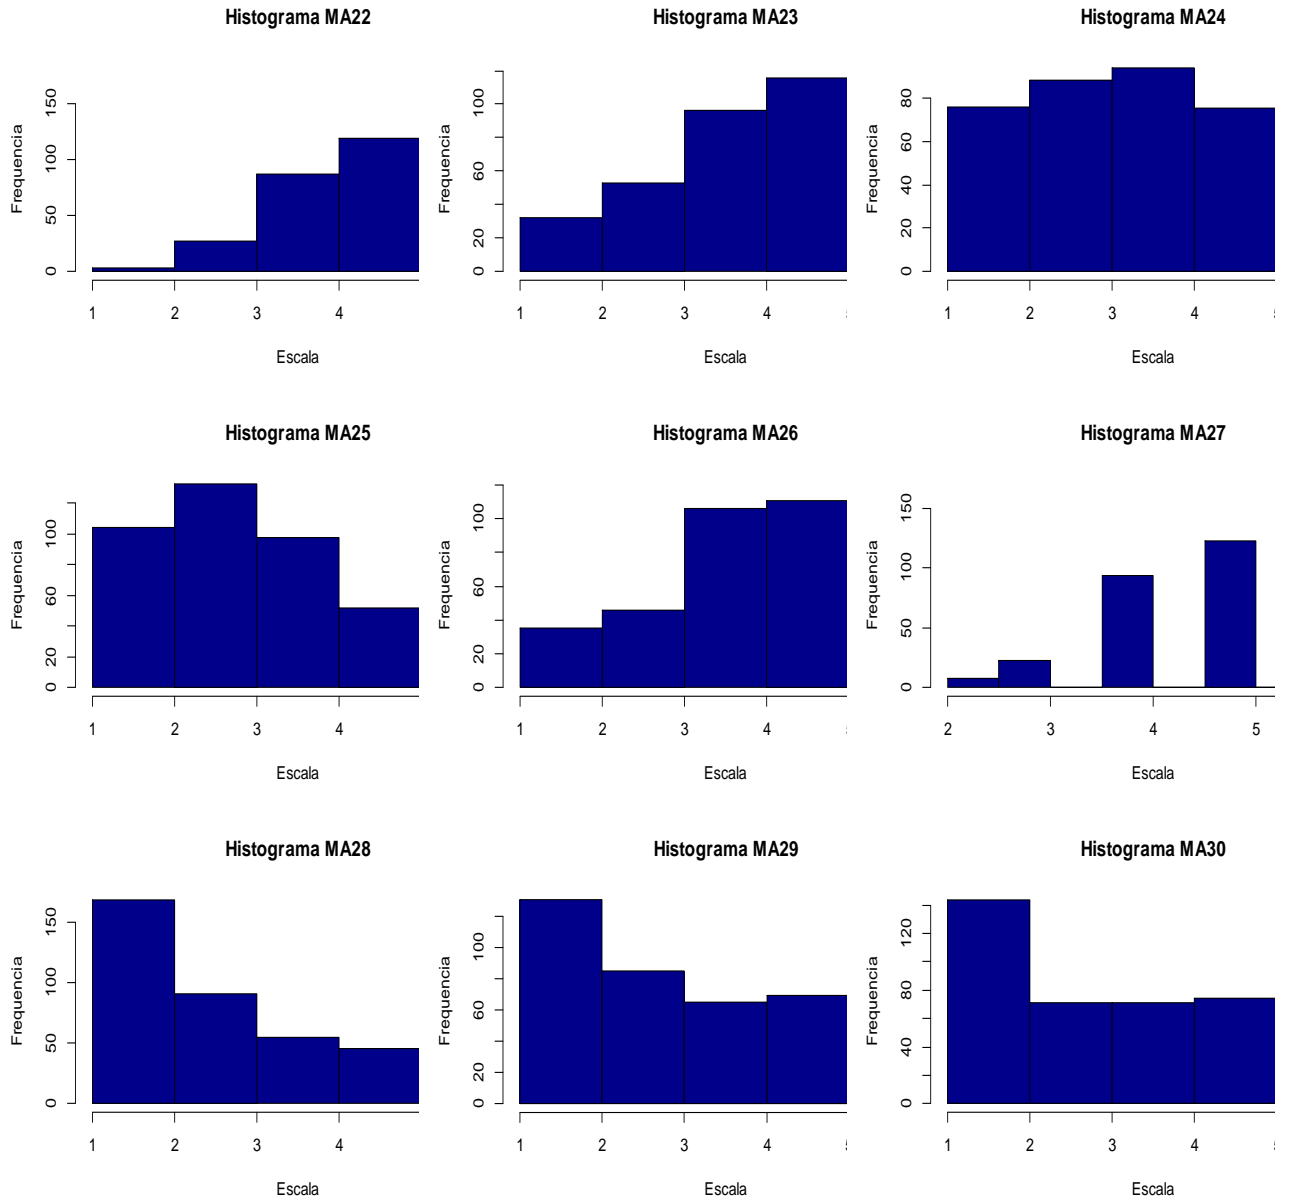 Histograma MA22
Histograma MA23
Histograma MA24
Frequencia
0 50 100 150
1 2 3 4
Escala
Frequencia
0 20 60 100
1 2 3 4
Escala
Frequencia
0 20 40 60 80
1 2 3 4
Escala
Histograma MA25
Histograma MA26
Histograma MA27
Frequencia
0 20 60 100
1 2 3 4
Escala
Frequencia
0 20 60 100
1 2 3 4
Escala
Frequencia
0 50 100 150
2 3 4 5
Escala
Histograma MA28
Histograma MA29
Histograma MA30
Frequencia
0 50 100 150
1 2 3 4
Escala
Frequencia
0 20 60 100
1 2 3 4
Escala
Frequencia
0 40 80 120
1 2 3 4
Escala